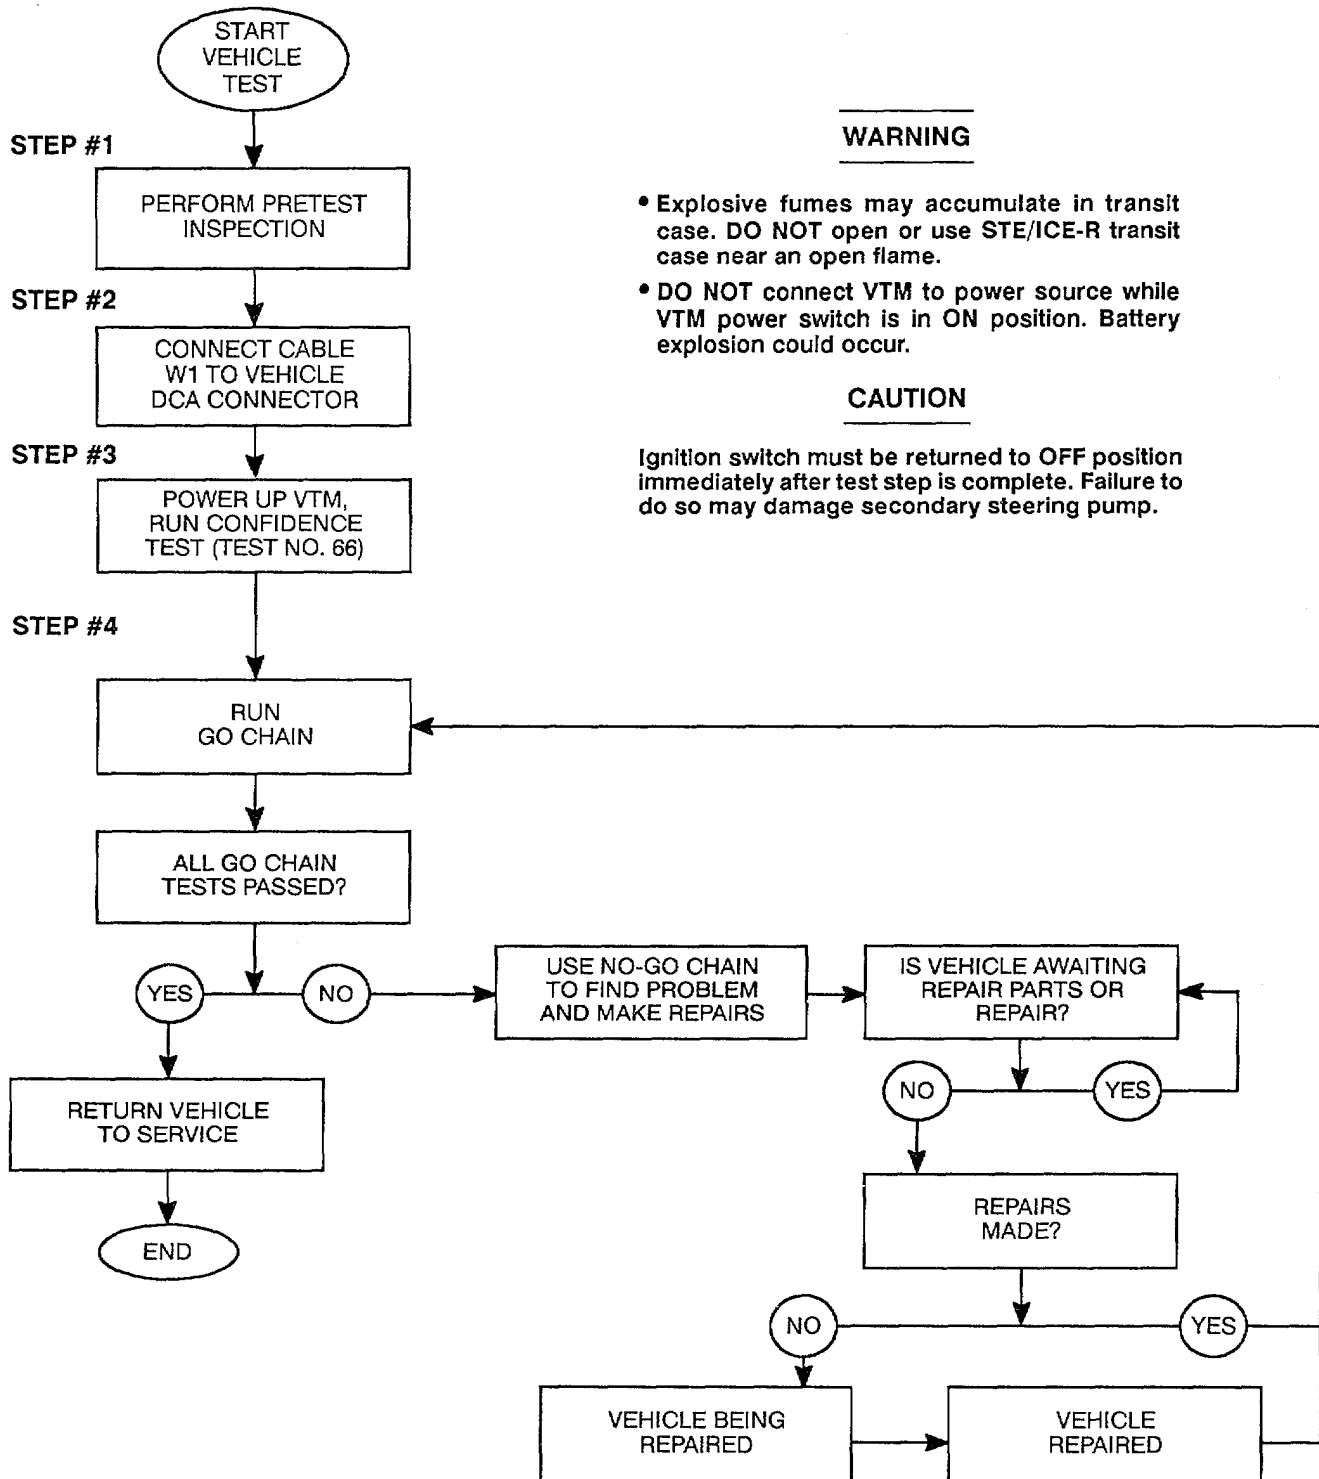 START
VEHICLE
TEST
STEP #1
PERFORM PRETEST
INSPECTION
STEP #2
CONNECT CABLE
W1 TO VEHICLE
DCA CONNECTOR
STEP #3
POWER UP VTM,
RUN CONFIDENCE
TEST (TEST NO. 66)
STEP #4
RUN
GO CHAIN
ALL GO CHAIN
TESTS PASSED?
YES
NO
RETURN VEHICLE
TO SERVICE
END
USE NO-GO CHAIN
TO FIND PROBLEM
AND MAKE REPAIRS
IS VEHICLE AWAITING
REPAIR PARTS OR
REPAIR?
NO
YES
REPAIRS
MADE?
NO
YES
VEHICLE BEING
REPAIRED
VEHICLE
REPAIRED
WARNING
• Explosive fumes may accumulate in transit
case. DO NOT open or use STE/ICE-R transit
case near an open flame.
• DO NOT connect VTM to power source while
VTM power switch is in ON position. Battery
explosion could occur.
CAUTION
Ignition switch must be returned to OFF position
immediately after test step is complete. Failure to
do so may damage secondary steering pump.